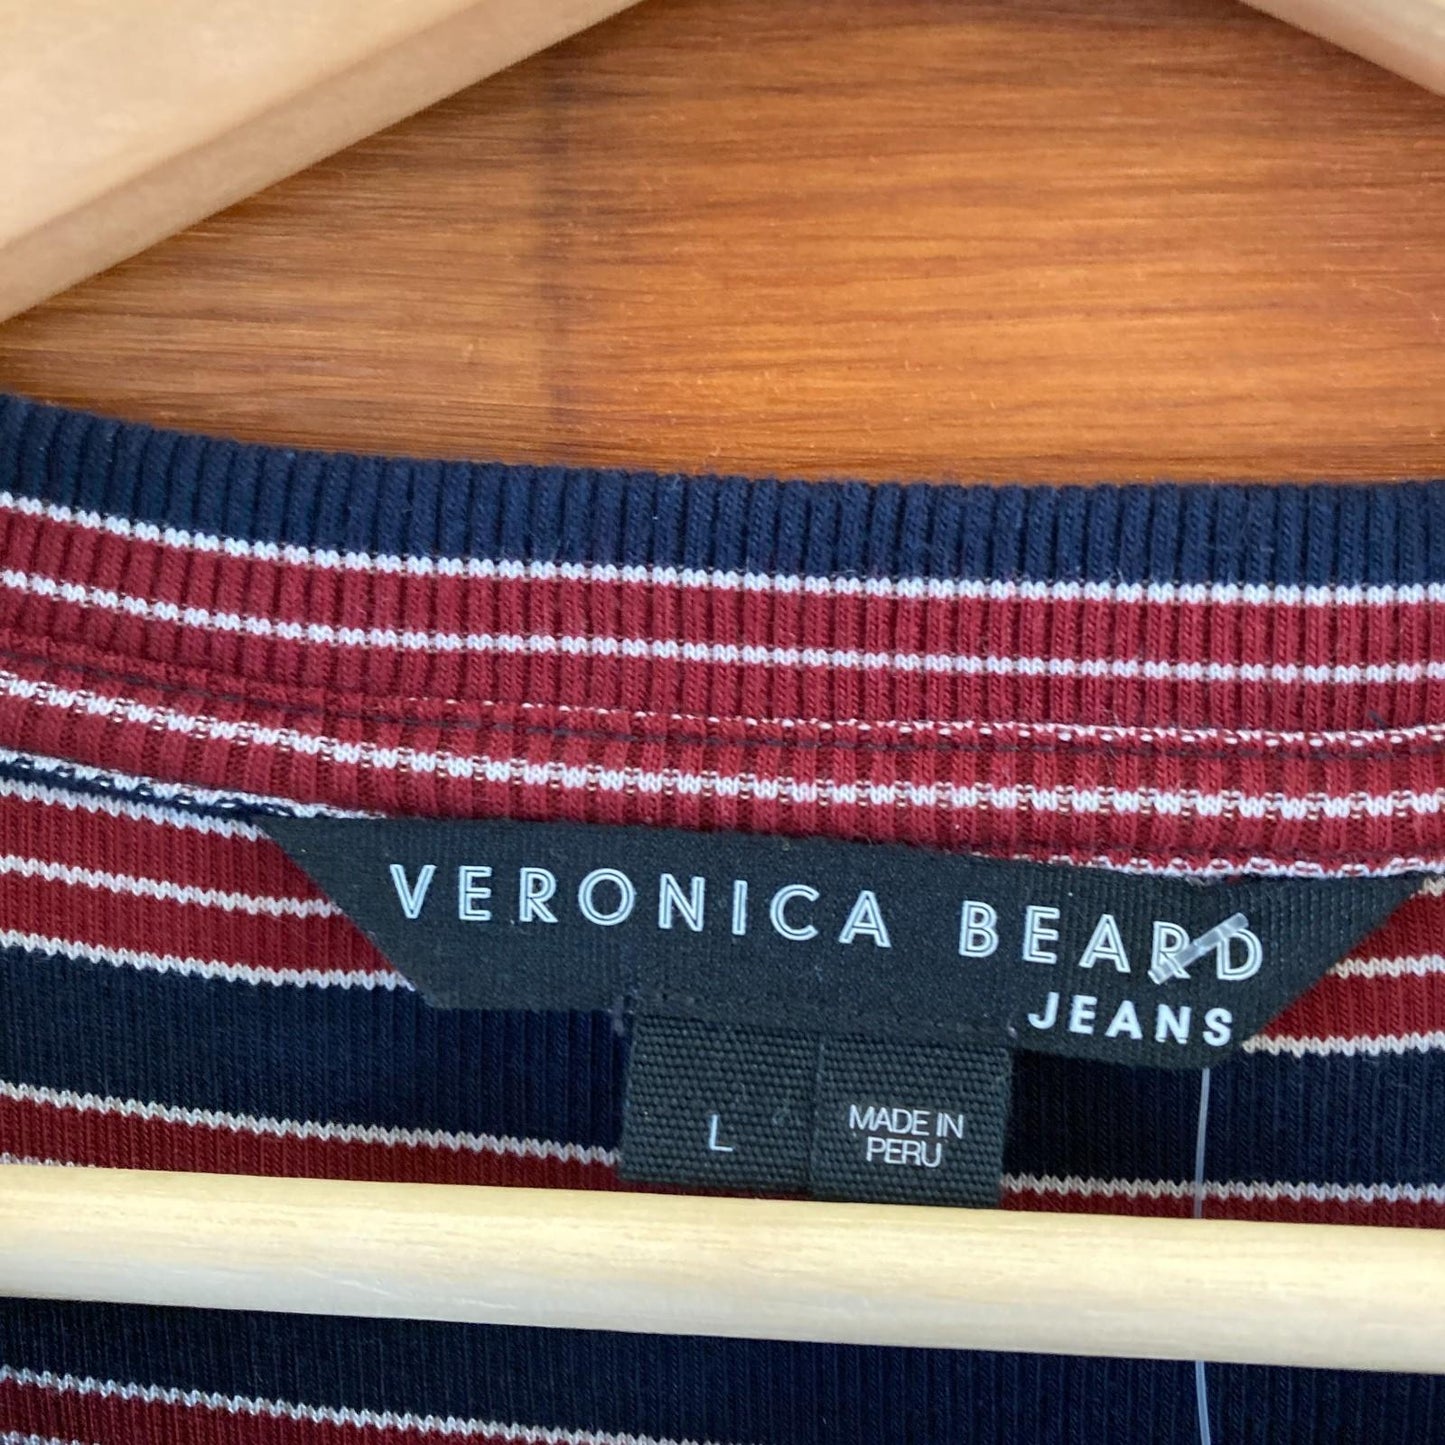 VERONICA BEARD
JEANS
L
MADE IN
PERU